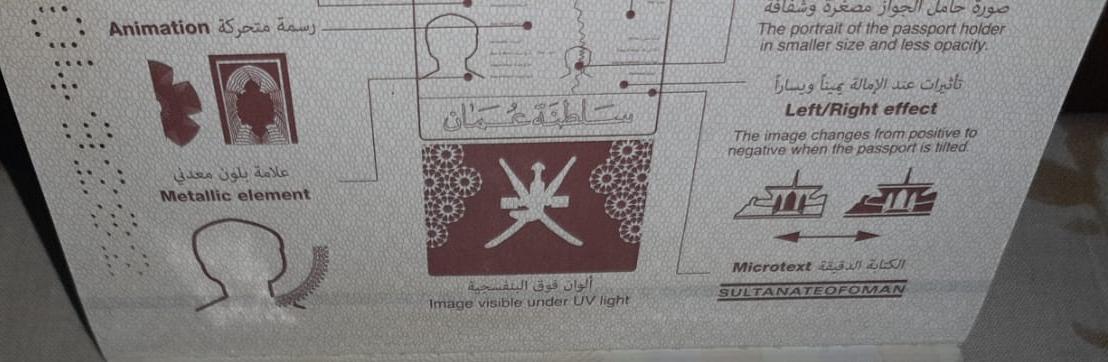 رسمة متحركة Animation
علامة بلون معدني
Metallic element
سلطنة عُمان
ألوان فوق البنفسجية
Image visible under UV light
صورة حامل الجواز مصغرة وشفافة
The portrait of the passport holder
in smaller size and less opacity.
تأثيرات عند الإمالة يميناً ويساراً
Left/Right effect
The image changes from positive to
negative when the passport is tilted.
Microtext الكتابة الدقيقة
SULTANATEOFOMAN